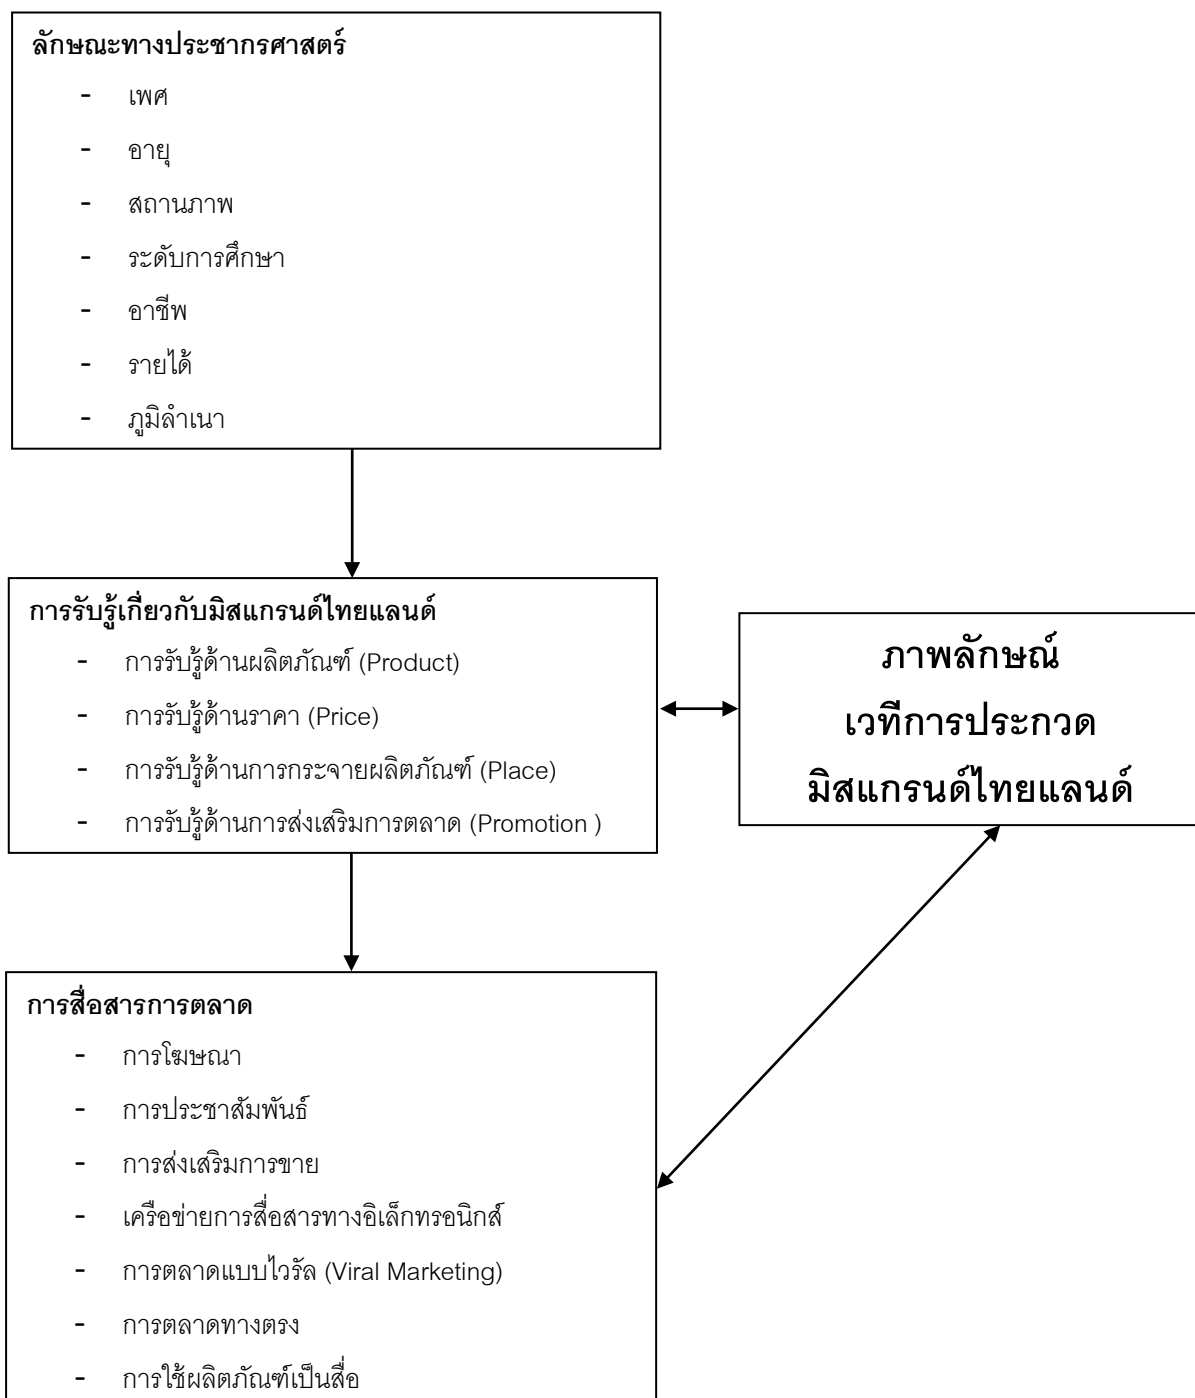 ลักษณะทางประชากรศาสตร์
- เพศ
- อายุ
- สถานภาพ
- ระดับการศึกษา
- อาชีพ
- รายได้
- ภูมิลำเนา
การรับรู้เกี่ยวกับมิสแกรนด์ไทยแลนด์
- การรับรู้ด้านผลิตภัณฑ์ (Product)
- การรับรู้ด้านราคา (Price)
- การรับรู้ด้านการกระจายผลิตภัณฑ์ (Place)
- การรับรู้ด้านการส่งเสริมการตลาด (Promotion )
ภาพลักษณ์
เวทีการประกวด
มิสแกรนด์ไทยแลนด์
การสื่อสารการตลาด
- การโฆษณา
- การประชาสัมพันธ์
- การส่งเสริมการขาย
- เครือข่ายการสื่อสารทางอิเล็กทรอนิกส์
- การตลาดแบบไวรัล (Viral Marketing)
- การตลาดทางตรง
- การใช้ผลิตภัณฑ์เป็นสื่อ